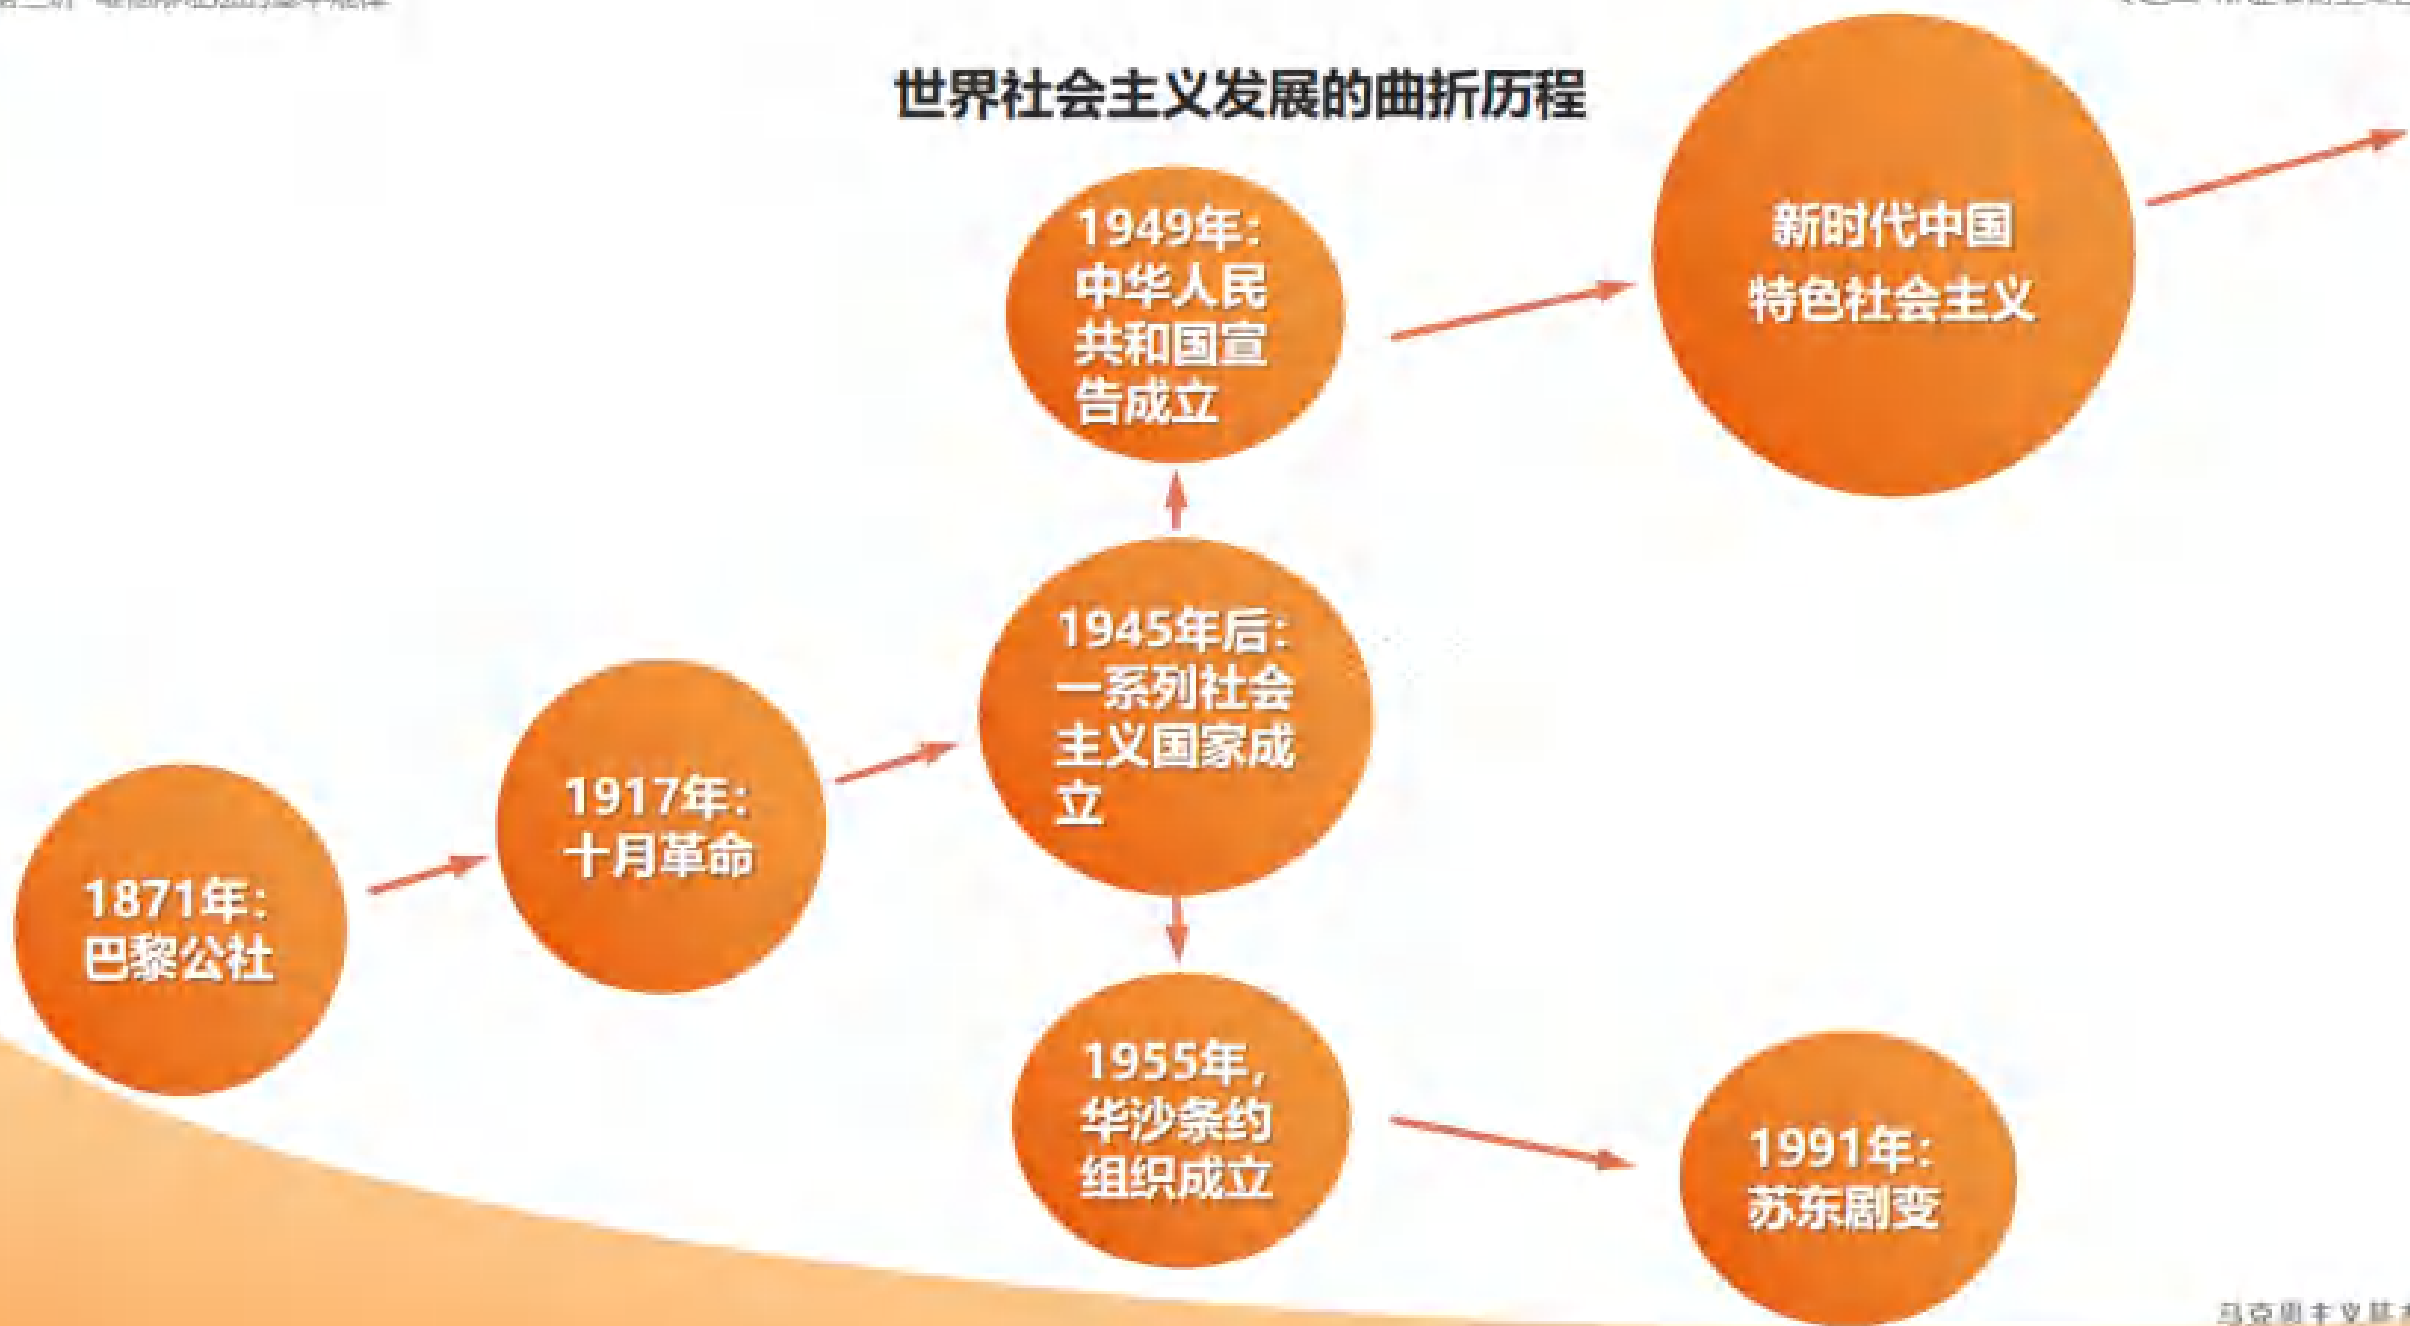 世界社会主义发展的曲折历程
1949年：
中华人民
共和国宣
告成立
新时代中国
特色社会主义
1945年后：
一系列社会
主义国家成
立
1917年：
十月革命
1871年：
巴黎公社
1955年，
华沙条约
组织成立
1991年：
苏东剧变